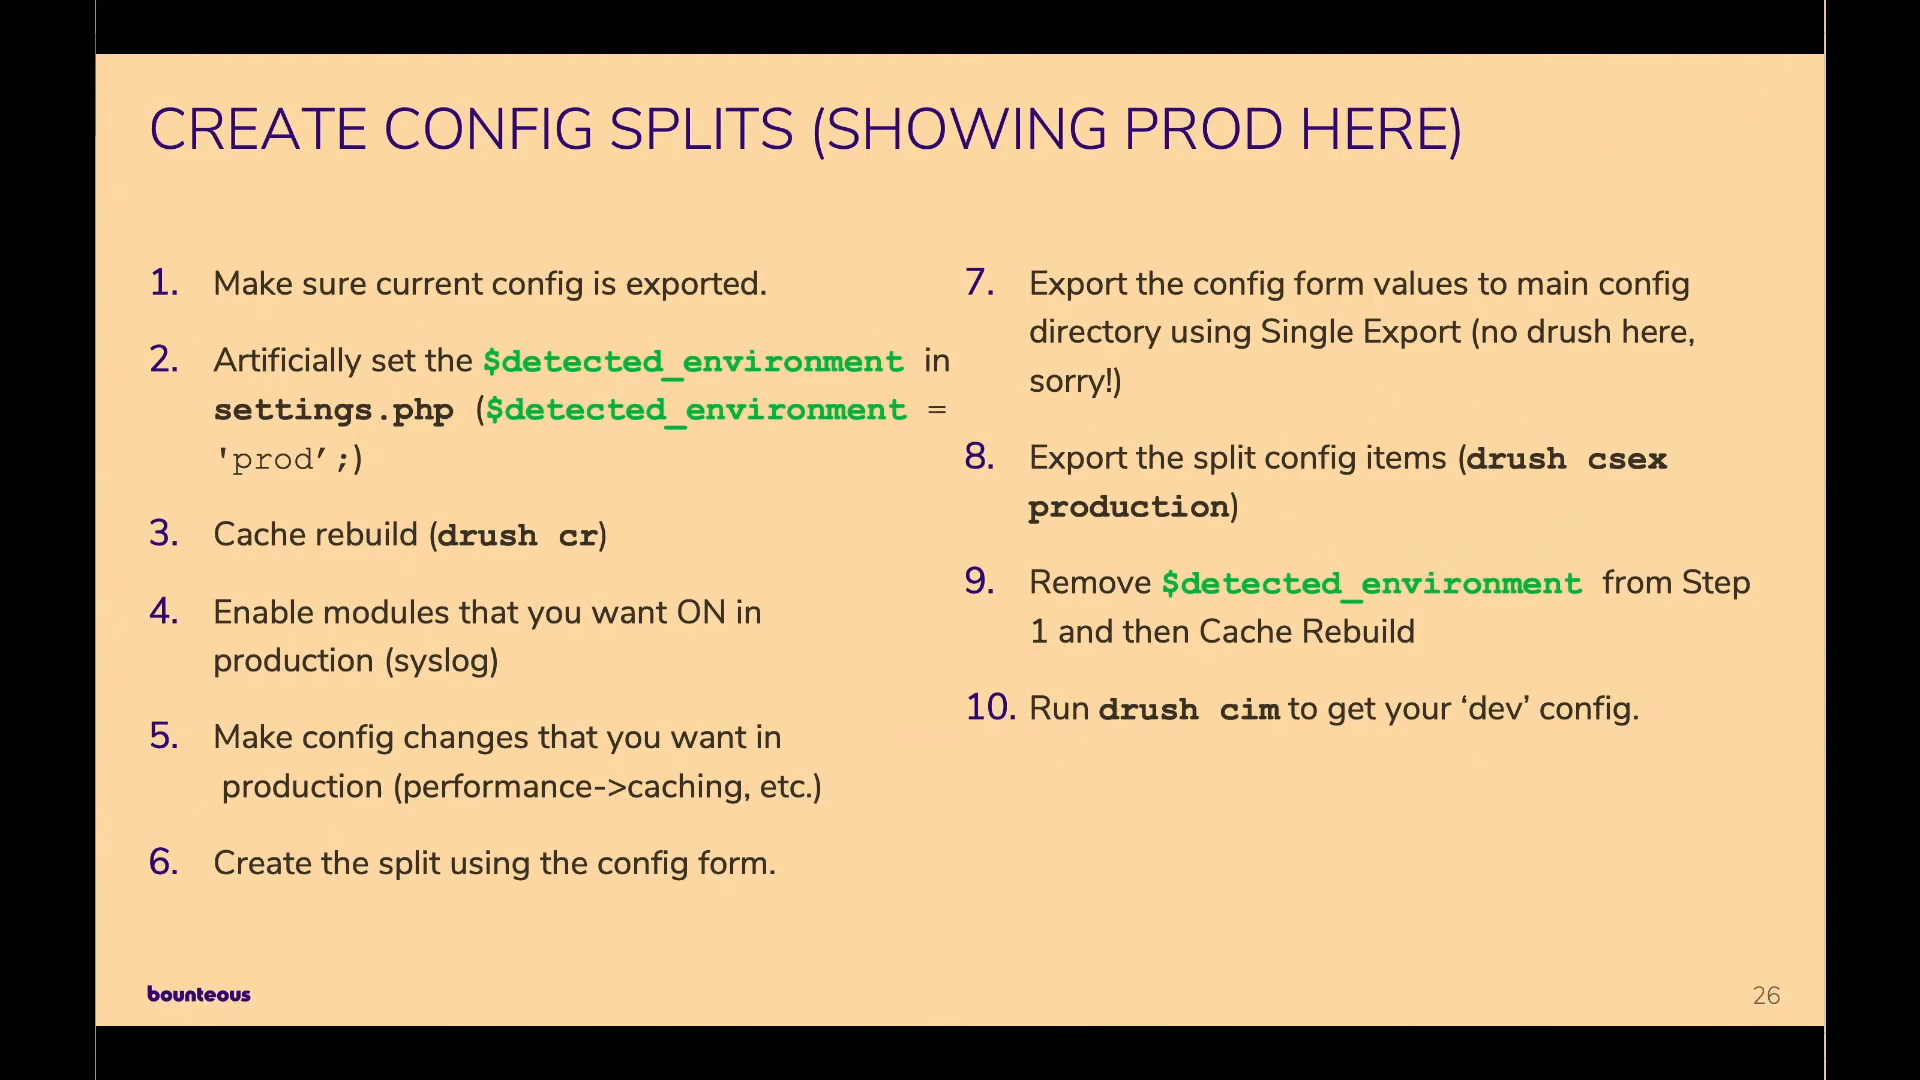 CREATE CONFIG SPLITS (SHOWING PROD HERE)
1. Make sure current config is exported.
2. Artificially set the $detected_environment in
settings.php ($detected_environment =
'prod’;)
3. Cache rebuild (drush cr)
4. Enable modules that you want ON in
production (syslog)
5. Make config changes that you want in
production (performance->caching, etc.)
6. Create the split using the config form.
7. Export the config form values to main config
directory using Single Export (no drush here,
sorry!)
8. Export the split config items (drush csex
production)
9. Remove $detected_environment from Step
1 and then Cache Rebuild
10. Run drush cim to get your ‘dev’ config.
bounteous
26